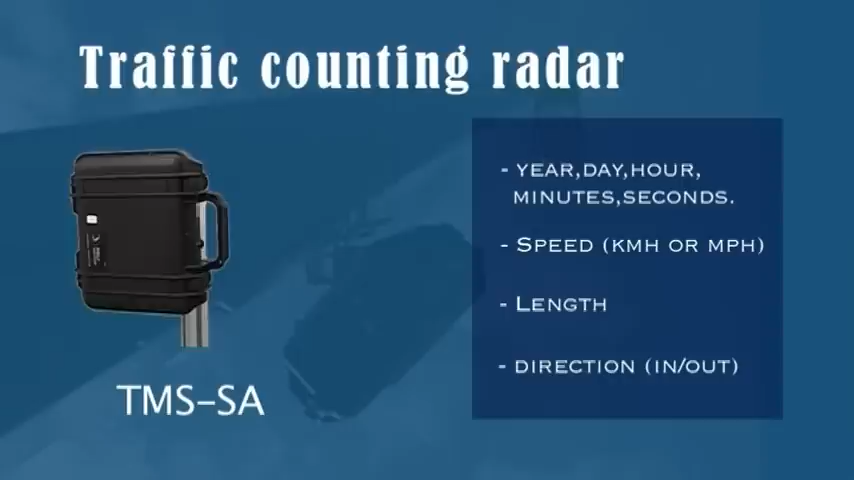 Traffic counting radar
- YEAR,DAY,HOUR,
MINUTES,SECONDS.
- SPEED (KMH OR MPH)
- LENGTH
- DIRECTION (IN/OUT)
TMS-SA